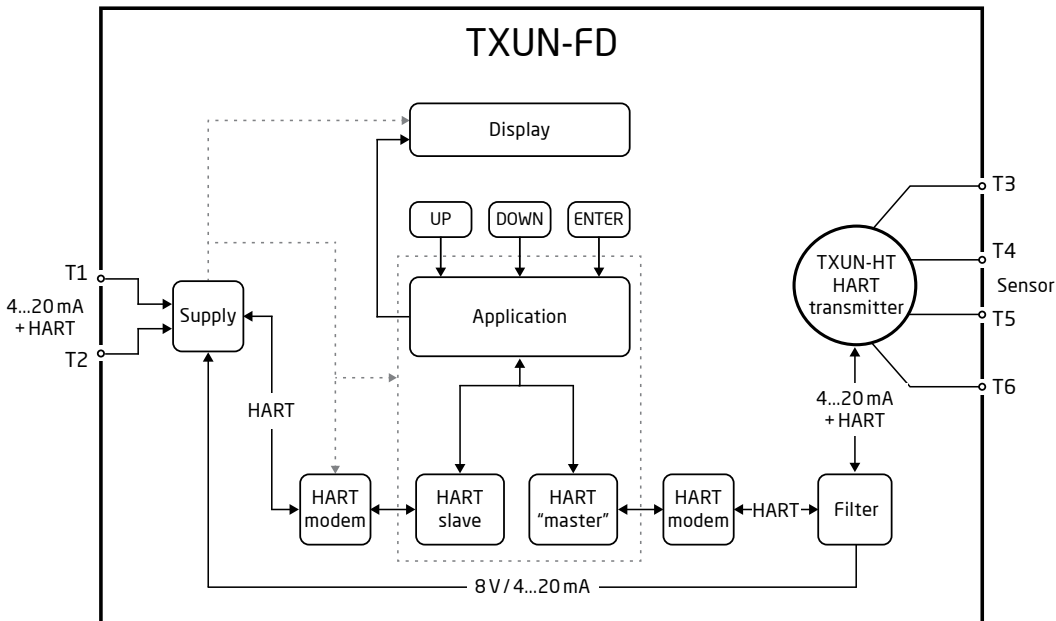 TXUN-FD
Display
UP
DOWN
ENTER
T1
4...20 mA
+ HART
T2
Supply
Application
TXUN-HT
HART
transmitter
T3
T4
Sensor
T5
T6
HART
4...20 mA
+ HART
HART
modem
HART
slave
HART
“master”
HART
modem
HART
Filter
8 V / 4...20 mA